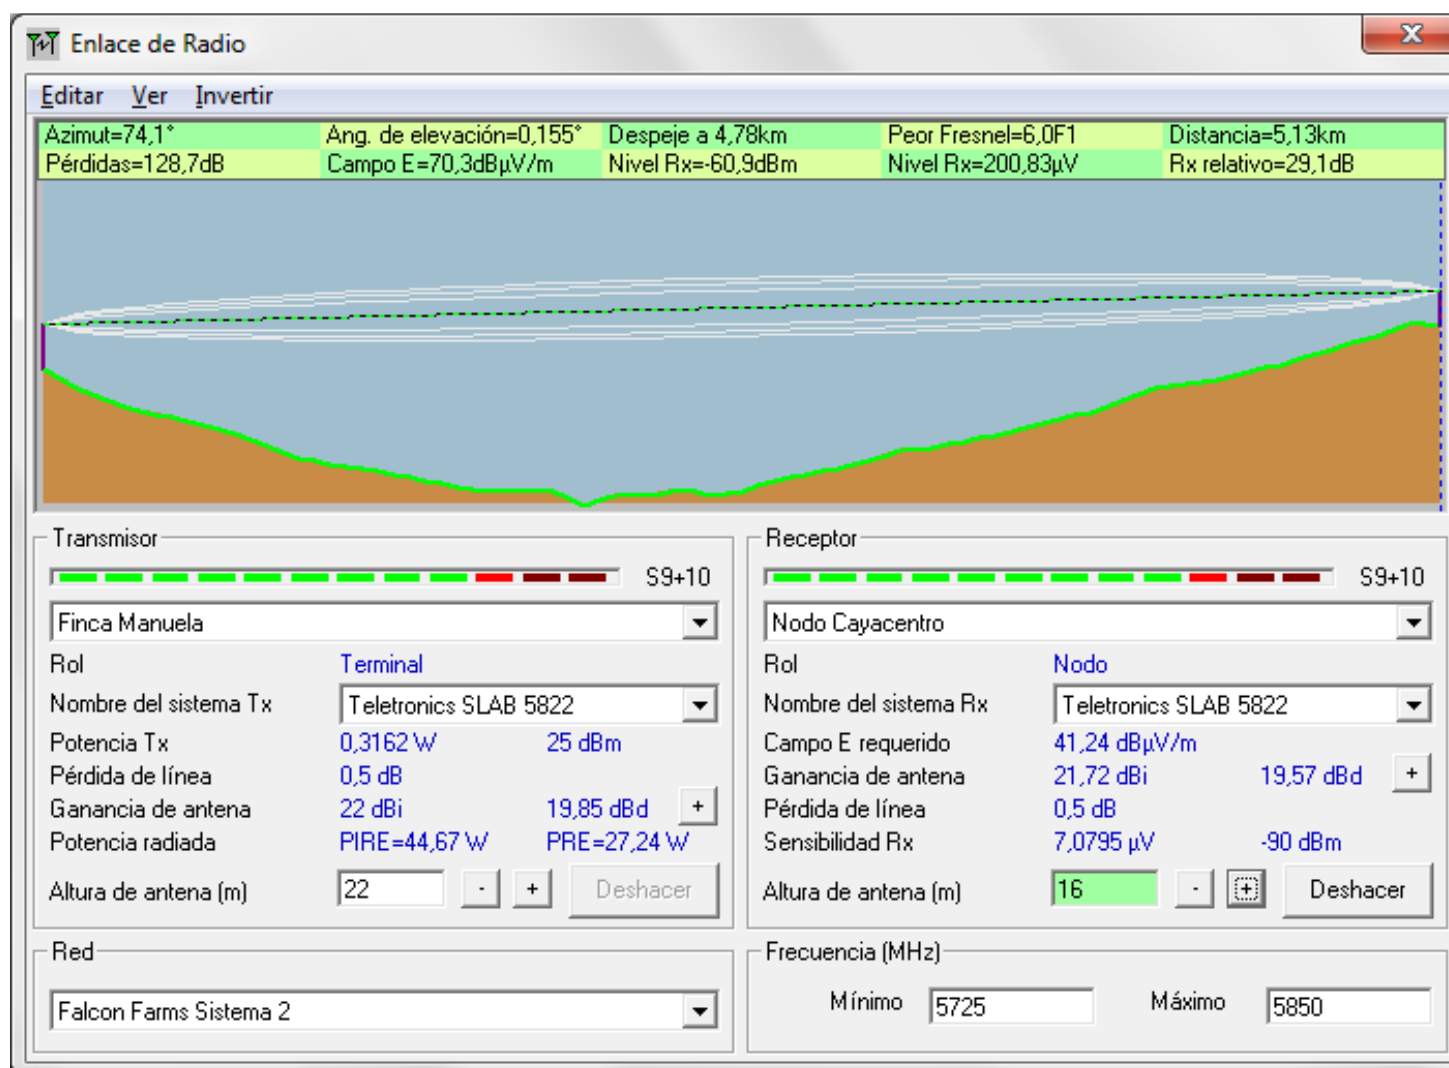 Enlace de Radio
Editar Ver Invertir
Azimut=74,1° Ang. de elevación=0,155° Despeje a 4,78km Peor Fresnel=6,0F1 Distancia=5,13km
Pérdidas=128,7dB Campo E=70,3dBµV/m Nivel Rx=-60,9dBm Nivel Rx=200,83µV Rx relativo=29,1dB
Transmisor
S9+10
Finca Manuela
Rol Terminal
Nombre del sistema Tx Teletronics SLAB 5822
Potencia Tx 0,3162 W 25 dBm
Pérdida de línea 0,5 dB
Ganancia de antena 22 dBi 19,85 dBd +
Potencia radiada PIRE=44,67 W PRE=27,24 W
Altura de antena (m) 22 - + Deshacer
Receptor
S9+10
Nodo Cayacentro
Rol Nodo
Nombre del sistema Rx Teletronics SLAB 5822
Campo E requerido 41,24 dBµV/m
Ganancia de antena 21,72 dBi 19,57 dBd +
Pérdida de línea 0,5 dB
Sensibilidad Rx 7,0795 µV -90 dBm
Altura de antena (m) 16 - + Deshacer
Red
Falcon Farms Sistema 2
Frecuencia (MHz)
Mínimo 5725 Máximo 5850